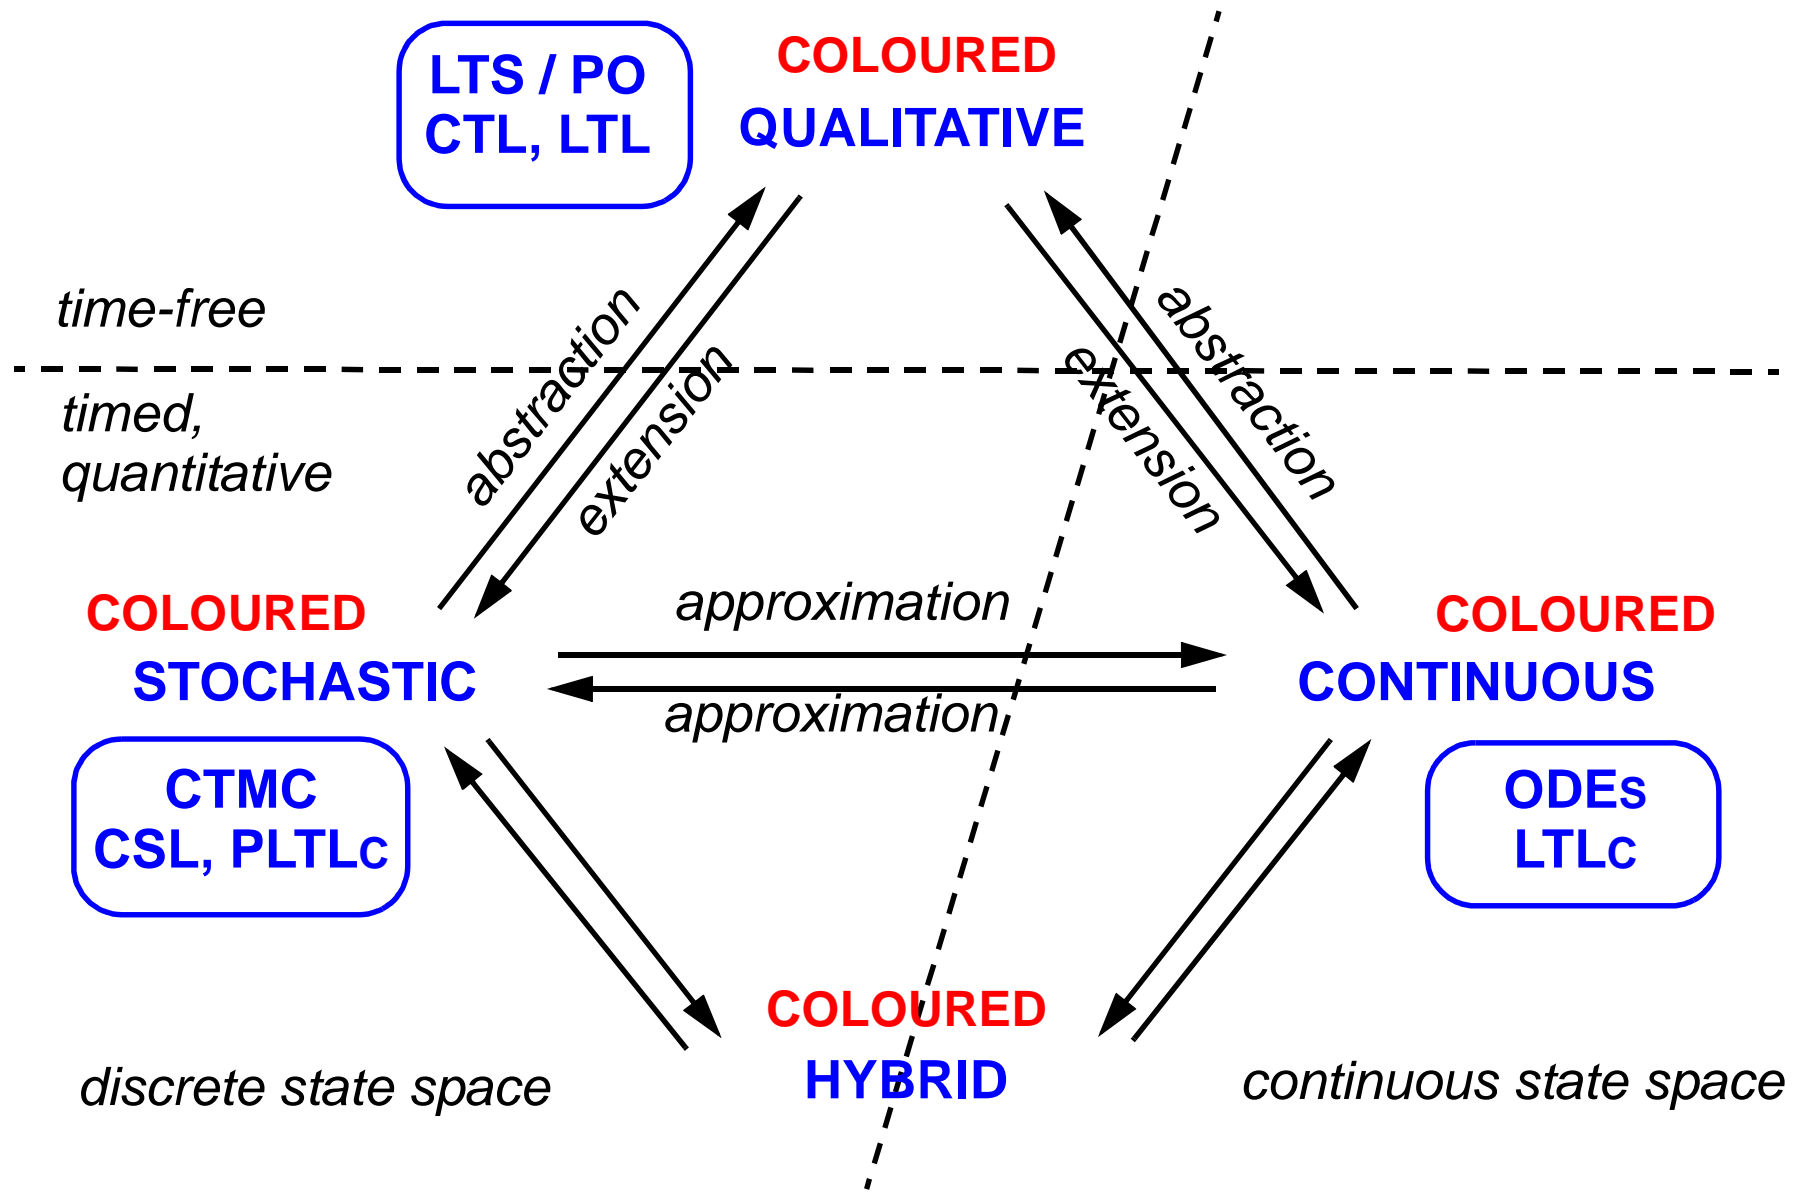 LTS / PO
CTL, LTL
COLOURED
QUALITATIVE
time-free
timed,
quantitative
abstraction
extension
extension
abstraction
COLOURED
STOCHASTIC
approximation
approximation
COLOURED
CONTINUOUS
CTMC
CSL, PLTLC
ODES
LTLC
COLOURED
HYBRID
discrete state space
continuous state space